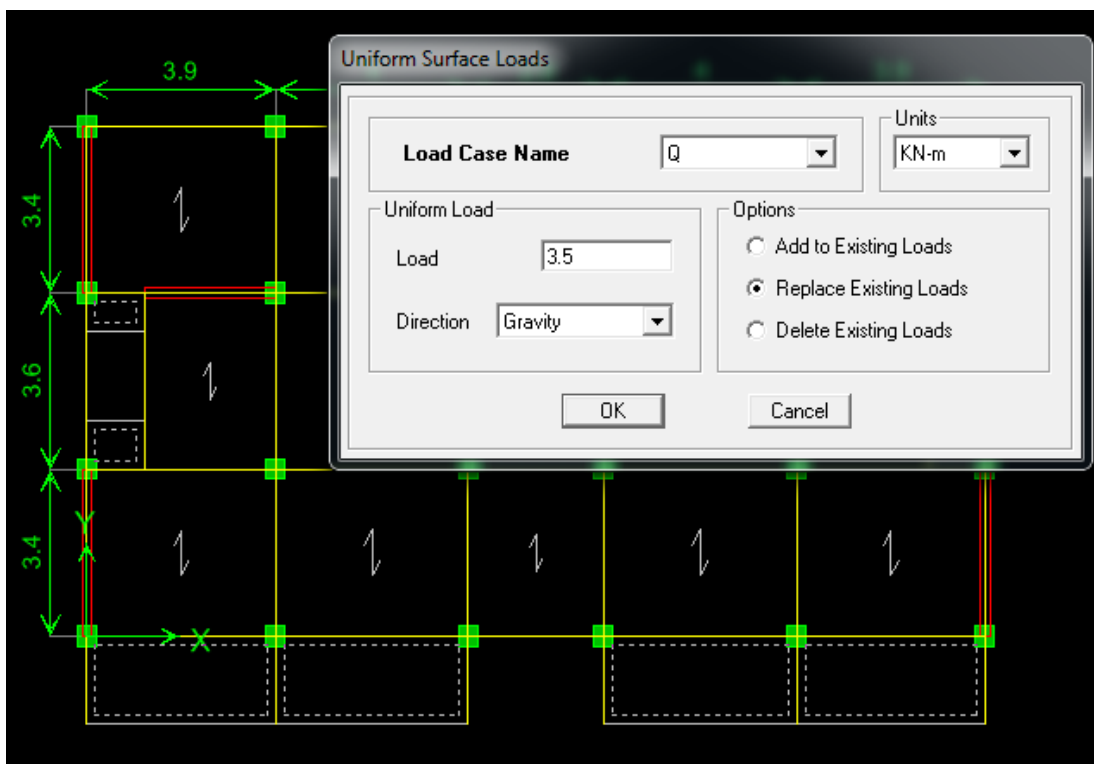 Uniform Surface Loads
3.9
Units
Load Case Name
Q
KN-m
Uniform Load
Options
Load
3.5
Add to Existing Loads
Replace Existing Loads
Direction
Gravity
Delete Existing Loads
OK
Cancel
3.4
3.6
3.4
Y
X